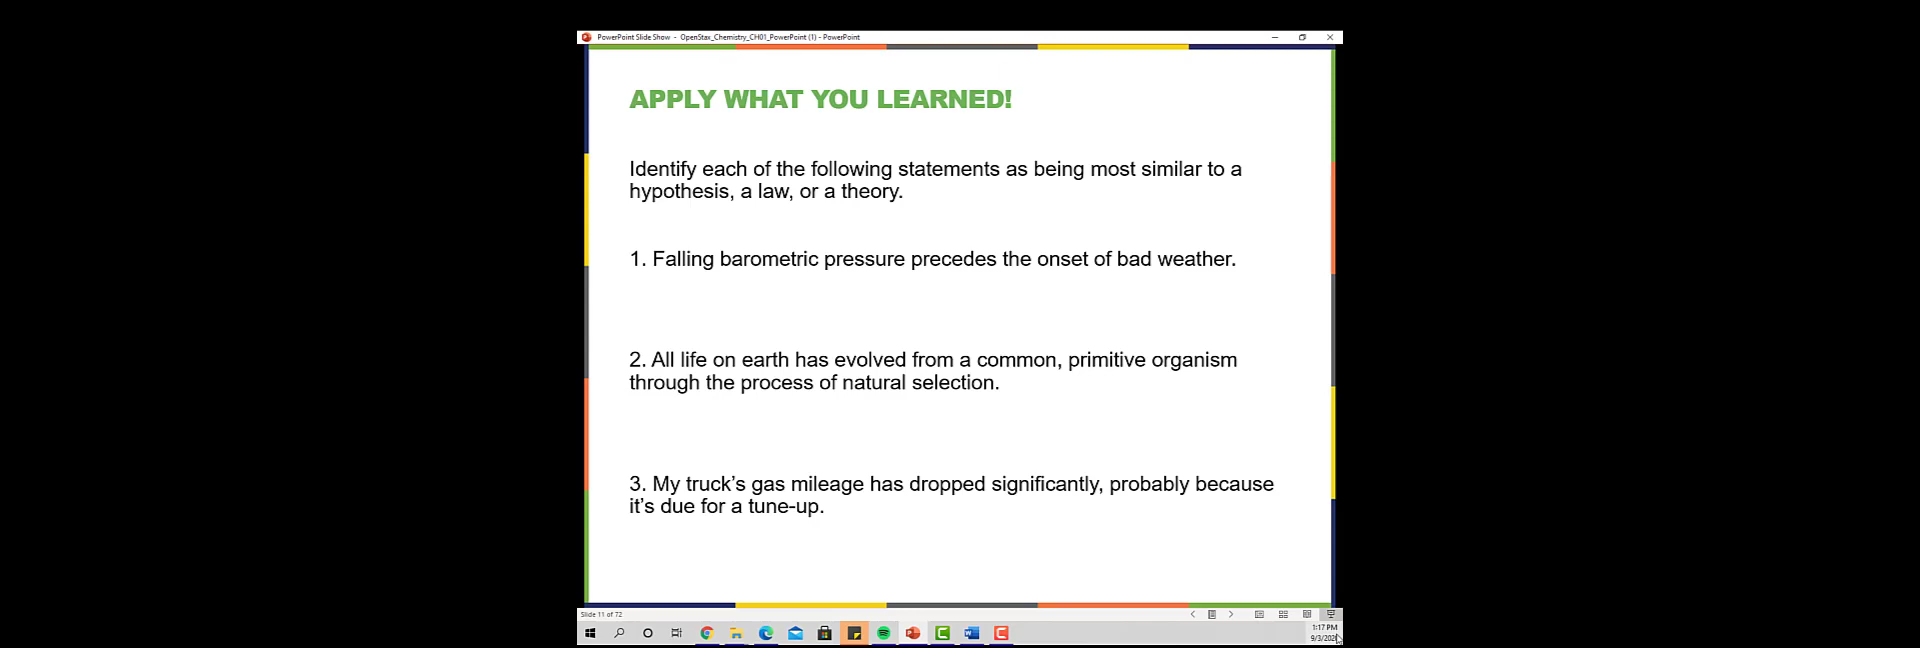 PowerPoint Slide Show - OpenStax_Chemistry_CH01_PowerPoint (1) - PowerPoint
APPLY WHAT YOU LEARNED!
Identify each of the following statements as being most similar to a
hypothesis, a law, or a theory.
1. Falling barometric pressure precedes the onset of bad weather.
2. All life on earth has evolved from a common, primitive organism
through the process of natural selection.
3. My truck’s gas mileage has dropped significantly, probably because
it’s due for a tune-up.
Slide 11 of 72
1:17 PM